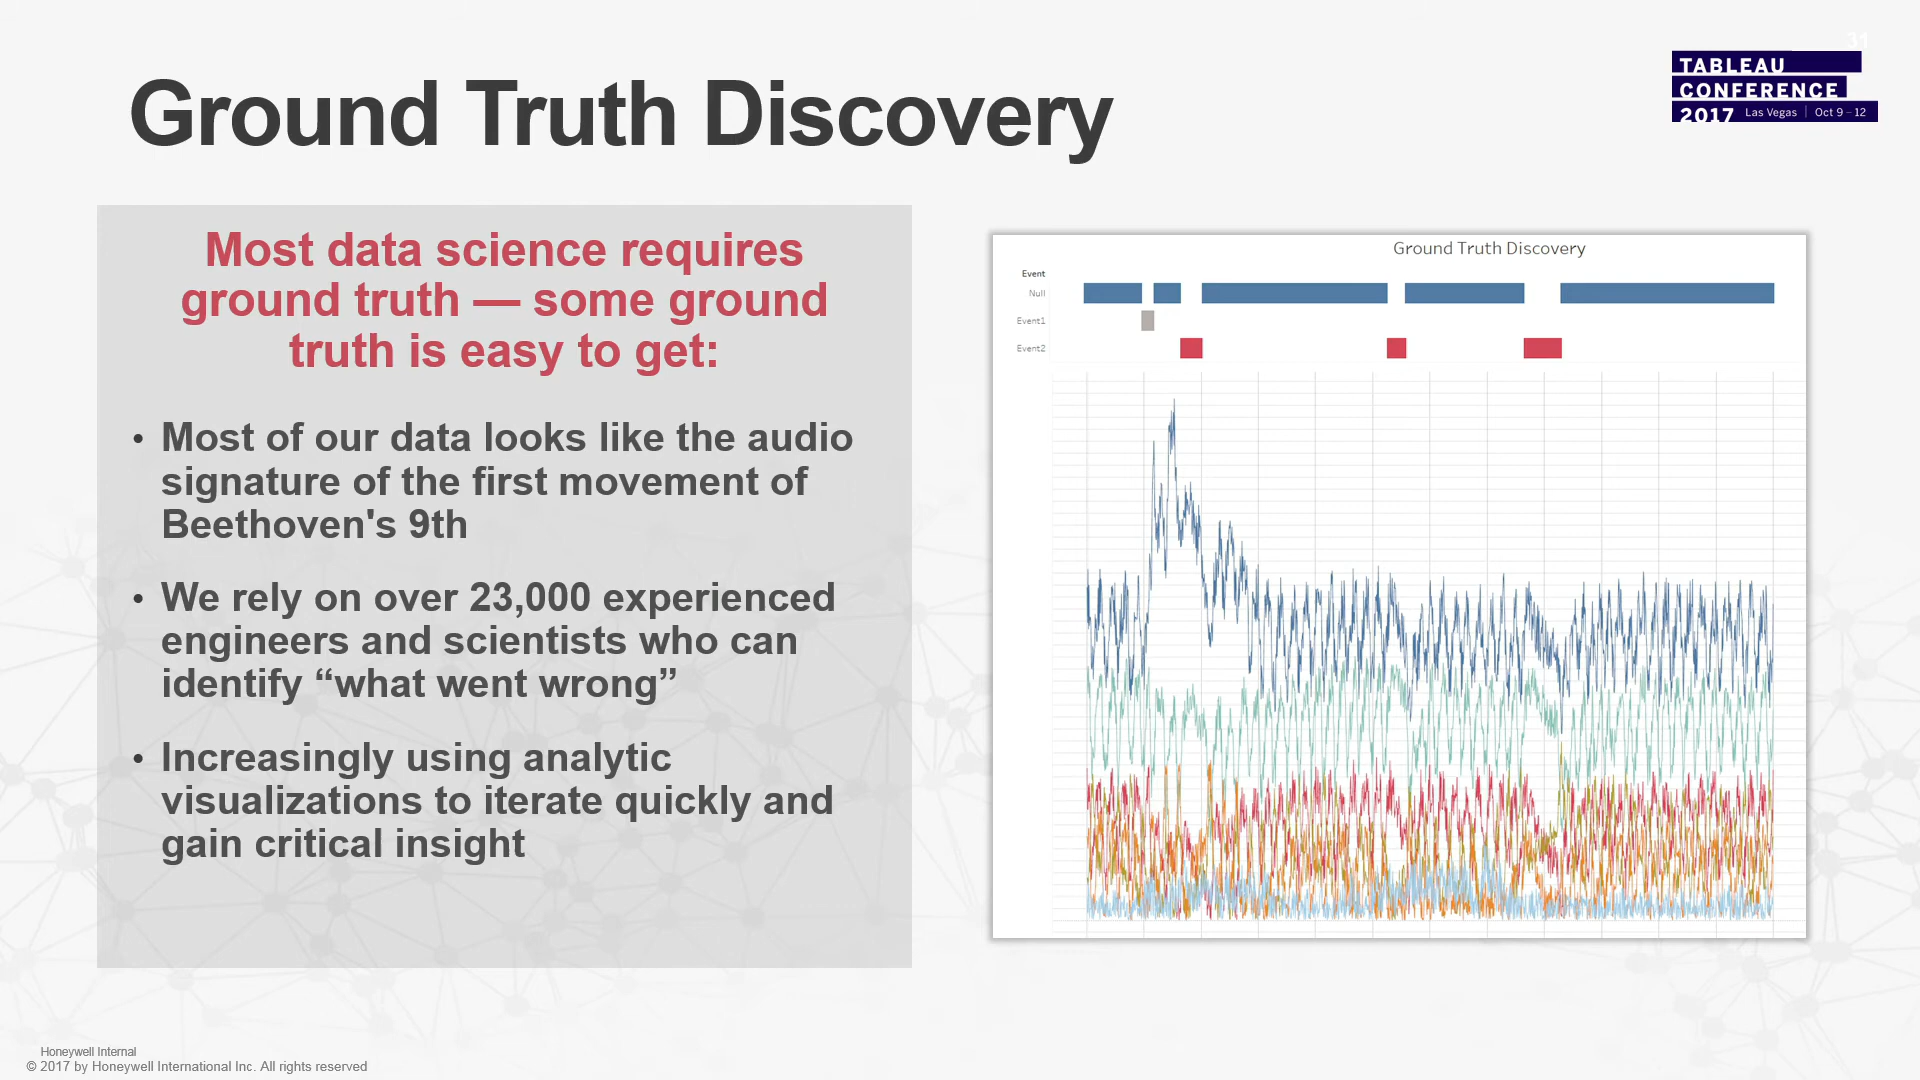 31
Ground Truth Discovery
TABLEAU
CONFERENCE
2017 Las Vegas | Oct 9 – 12
Most data science requires
ground truth — some ground
truth is easy to get:
• Most of our data looks like the audio
signature of the first movement of
Beethoven's 9th
• We rely on over 23,000 experienced
engineers and scientists who can
identify “what went wrong”
• Increasingly using analytic
visualizations to iterate quickly and
gain critical insight
Ground Truth Discovery
Event
Null
Event1
Event2
Honeywell Internal
© 2017 by Honeywell International Inc. All rights reserved